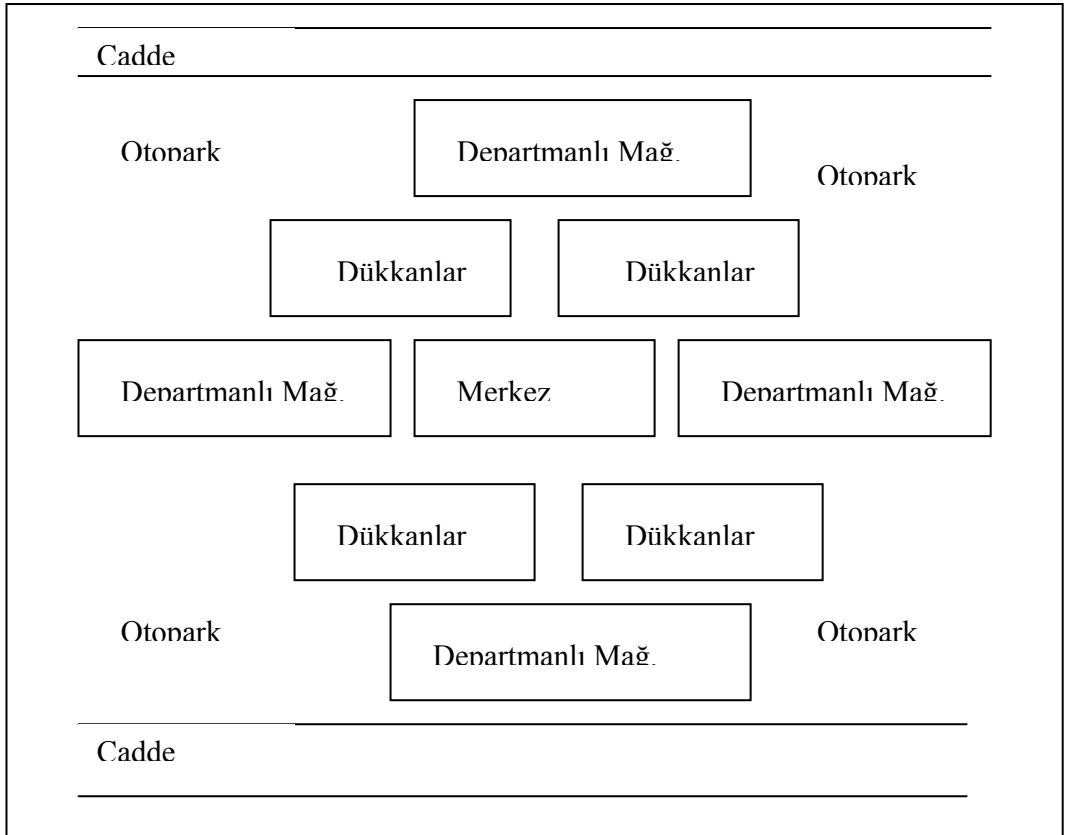 Cadde
Otopark
Departmanlı Mağ.
Otopark
Dükkanlar
Dükkanlar
Departmanlı Mağ.
Merkez
Departmanlı Mağ.
Dükkanlar
Dükkanlar
Otopark
Departmanlı Mağ.
Otopark
Cadde